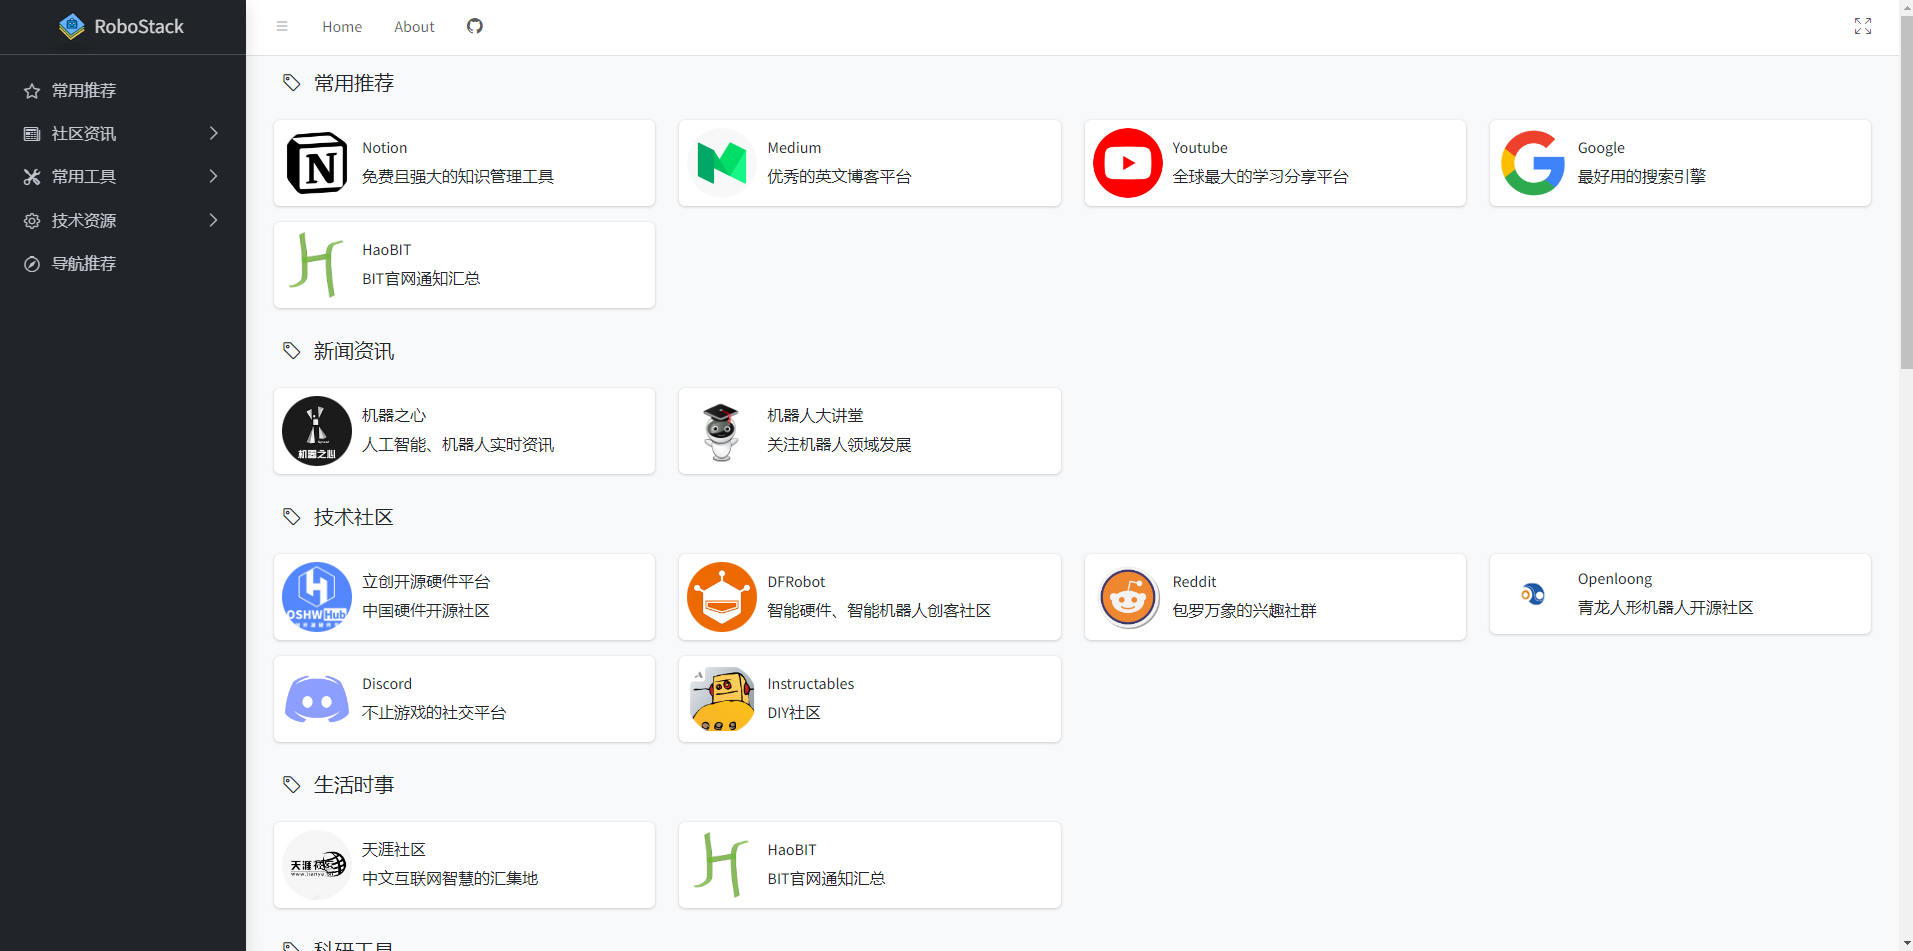 RoboStack
Home About
常用推荐
社区资讯
常用工具
技术资源
导航推荐
常用推荐
Notion
免费且强大的知识管理工具
Medium
优秀的英文博客平台
Youtube
全球最大的学习分享平台
Google
最好用的搜索引擎
HaoBIT
BIT官网通知汇总
新闻资讯
机器之心
机器之心
人工智能、机器人实时资讯
机器人大讲堂
关注机器人领域发展
技术社区
OSHWHub
立创开源硬件平台
中国硬件开源社区
DFRobot
智能硬件、智能机器人创客社区
Reddit
包罗万象的兴趣社群
Openloong
青龙人形机器人开源社区
Discord
不止游戏的社交平台
Instructables
DIY社区
生活时事
天涯社区
中文互联网智慧的汇集地
HaoBIT
BIT官网通知汇总
科研工具